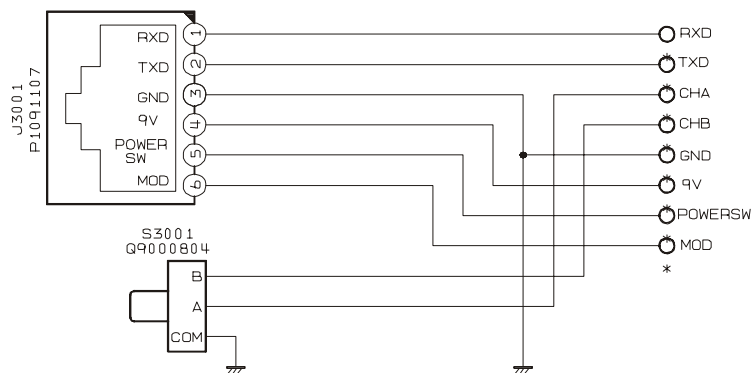 J3001
P1091107
RXD
TXD
GND
9V
POWER
SW
MOD
1
2
3
4
5
6
RXD
*
TXD
*
CHA
*
CHB
*
GND
*
9V
*
POWERSW
*
MOD
*
S3001
Q9000804
B
A
COM